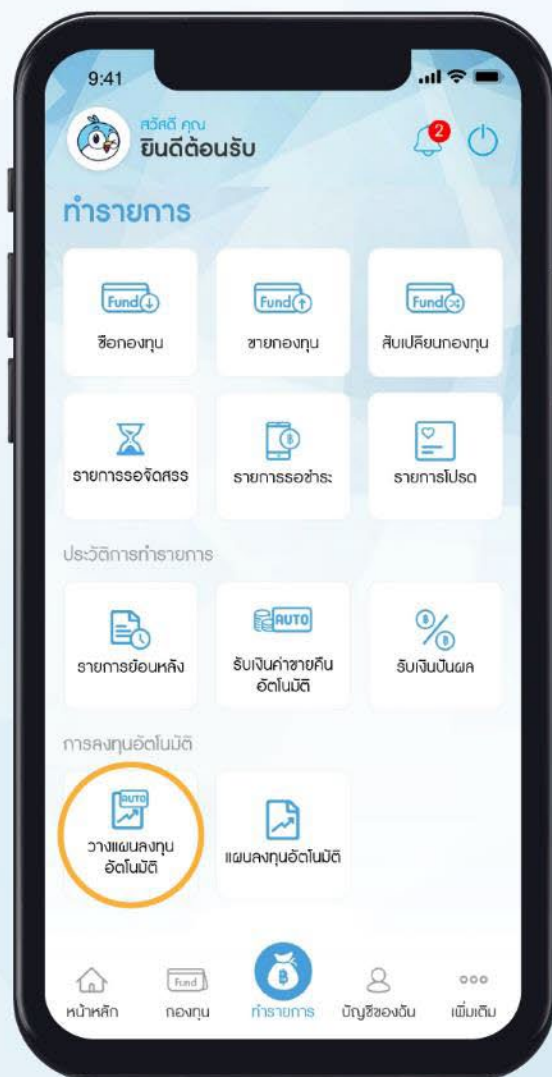 9:41
สวัสดี คุณ
ยินดีต้อนรับ
2
ทำรายการ
Fund
Fund
Fund
ซื้อกองทุน
ขายกองทุน
สับเปลี่ยนกองทุน
฿
รายการรอจัดสรร
รายการรอชำระ
รายการโปรด
ประวัติการทำรายการ
AUTO
฿
฿
รายการย้อนหลัง
รับเงินค่าขายคืน
อัตโนมัติ
รับเงินปันผล
การลงทุนอัตโนมัติ
AUTO
วางแผนลงทุน
อัตโนมัติ
แผนลงทุนอัตโนมัติ
Fund
฿
หน้าหลัก
กองทุน
ทำรายการ
บัญชีของฉัน
เพิ่มเติม